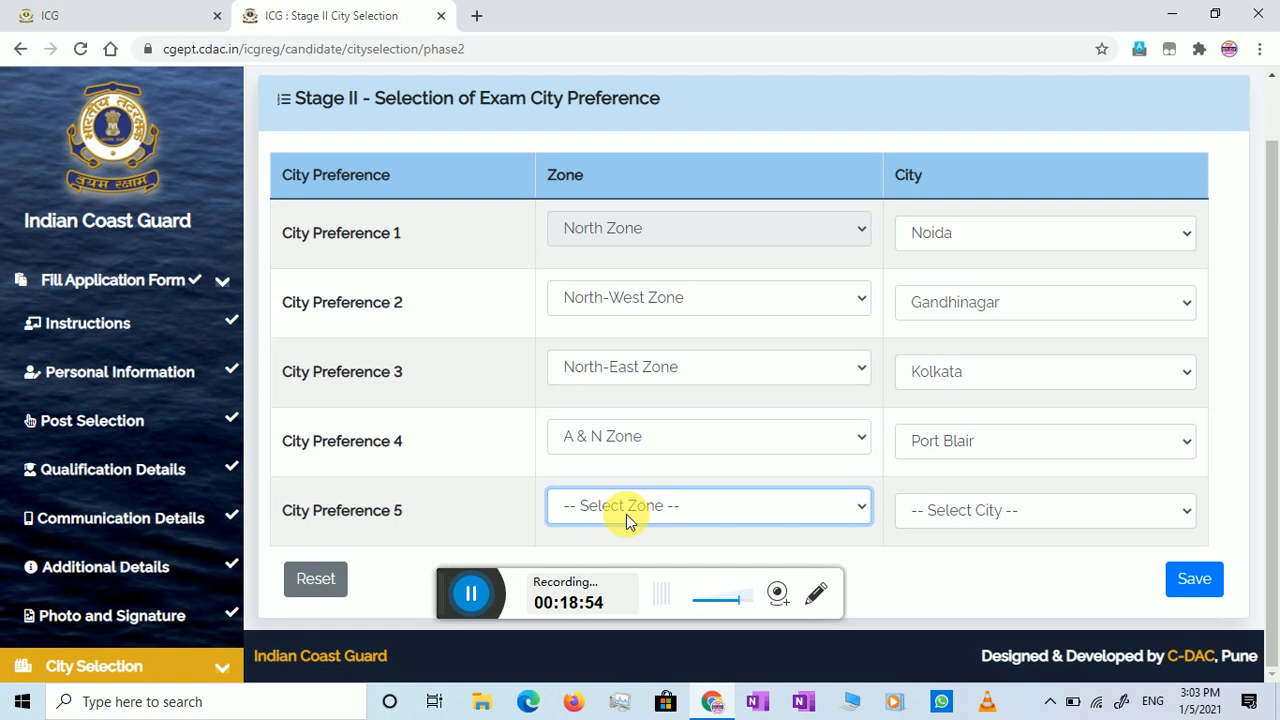 ICG
ICG : Stage II City Selection
cgept.cdac.in/icgreg/candidate/cityselection/phase2
भारतीय तटरक्षक
वयम रक्षामः
Indian Coast Guard
Fill Application Form
Instructions
Personal Information
Post Selection
Qualification Details
Communication Details
Additional Details
Photo and Signature
City Selection
Stage II - Selection of Exam City Preference
City Preference Zone City
City Preference 1 North Zone Noida
City Preference 2 North-West Zone Gandhinagar
City Preference 3 North-East Zone Kolkata
City Preference 4 A & N Zone Port Blair
City Preference 5 -- Select Zone -- -- Select City --
Reset
Save
Recording...
00:18:54
Indian Coast Guard
Designed & Developed by C-DAC, Pune
Type here to search
ENG
3:03 PM
1/5/2021